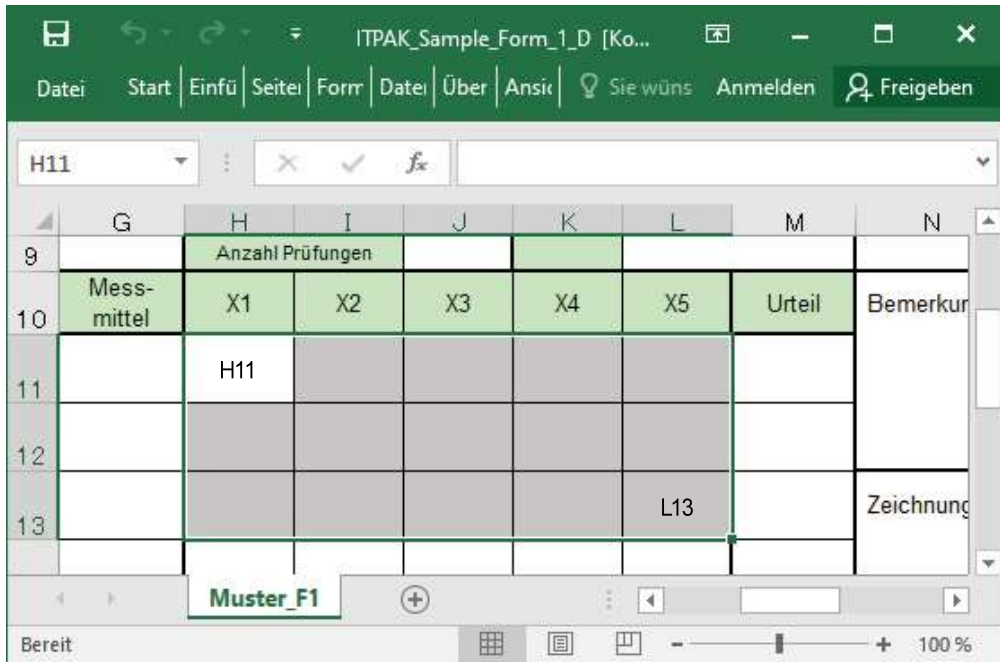 ITPAK_Sample_Form_1_D [Ko...
Datei Start Einfü Seite Form Datei Über Ansic Sie wüns Anmelden Freigeben
H11 fx
G H I J K L M N
9 Anzahl Prüfungen
10 Mess-
mittel X1 X2 X3 X4 X5 Urteil Bemerkur
11 H11
12
13 L13 Zeichnung
Muster_F1
Bereit 100 %